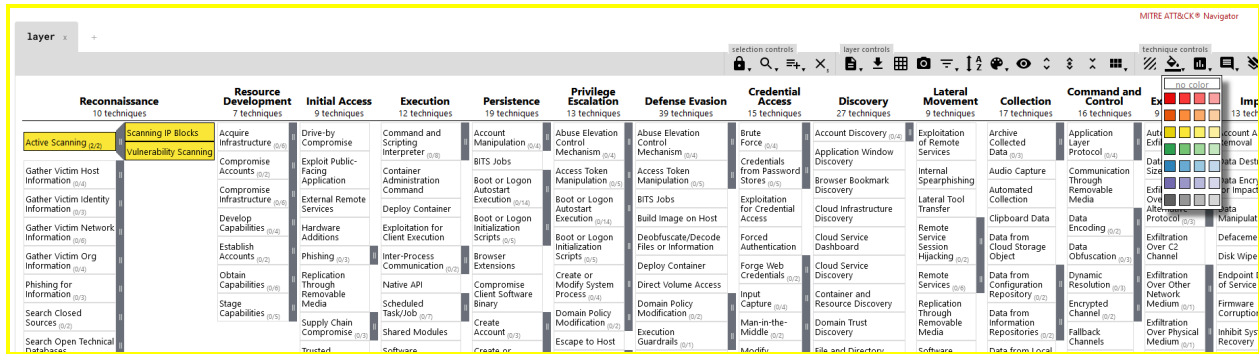 MITRE ATT&CK® Navigator
layer x +
selection controls
layer controls
technique controls
no color
Reconnaissance
10 techniques
Active Scanning (2/2)
Scanning IP Blocks
Vulnerability Scanning
Gather Victim Host
Information (0/4)
Gather Victim Identity
Information (0/3)
Gather Victim Network
Information (0/6)
Gather Victim Org
Information (0/4)
Phishing for
Information (0/3)
Search Closed
Sources (0/2)
Search Open Technical
Databases
Resource
Development
7 techniques
Acquire
Infrastructure (0/6)
Compromise
Accounts (0/2)
Compromise
Infrastructure (0/6)
Develop
Capabilities (0/4)
Establish
Accounts (0/2)
Obtain
Capabilities (0/6)
Stage
Capabilities (0/5)
Initial Access
9 techniques
Drive-by
Compromise
Exploit Public-
Facing
Application
External Remote
Services
Hardware
Additions
Phishing (0/3)
Replication
Through
Removable
Media
Supply Chain
Compromise (0/3)
Trusted
Execution
12 techniques
Command and
Scripting
Interpreter (0/8)
Container
Administration
Command
Deploy Container
Exploitation for
Client Execution
Inter-Process
Communication (0/2)
Native API
Scheduled
Task/Job (0/7)
Shared Modules
Software
Persistence
19 techniques
Account
Manipulation (0/4)
BITS Jobs
Boot or Logon
Autostart
Execution (0/14)
Boot or Logon
Initialization
Scripts (0/5)
Browser
Extensions
Compromise
Client Software
Binary
Create
Account (0/3)
Create or
Privilege
Escalation
13 techniques
Abuse Elevation
Control
Mechanism (0/4)
Access Token
Manipulation (0/5)
Boot or Logon
Autostart
Execution (0/14)
Boot or Logon
Initialization
Scripts (0/5)
Create or
Modify System
Process (0/4)
Domain Policy
Modification (0/2)
Escape to Host
Defense Evasion
39 techniques
Abuse Elevation
Control
Mechanism (0/4)
Access Token
Manipulation (0/5)
BITS Jobs
Build Image on Host
Deobfuscate/Decode
Files or Information
Deploy Container
Direct Volume Access
Domain Policy
Modification (0/2)
Execution
Guardrails (0/1)
Credential
Access
15 techniques
Brute
Force (0/4)
Credentials
from Password
Stores (0/5)
Exploitation
for Credential
Access
Forced
Authentication
Forge Web
Credentials (0/2)
Input
Capture (0/4)
Man-in-the-
Middle (0/2)
Modify
Discovery
27 techniques
Account Discovery (0/4)
Application Window
Discovery
Browser Bookmark
Discovery
Cloud Infrastructure
Discovery
Cloud Service
Dashboard
Cloud Service
Discovery
Container and
Resource Discovery
Domain Trust
Discovery
File and Directory
Lateral
Movement
9 techniques
Exploitation
of Remote
Services
Internal
Spearphishing
Lateral Tool
Transfer
Remote
Service
Session
Hijacking (0/2)
Remote
Services (0/6)
Replication
Through
Removable
Media
Software
Collection
17 techniques
Archive
Collected
Data (0/3)
Audio Capture
Automated
Collection
Clipboard Data
Data from
Cloud Storage
Object
Data from
Configuration
Repository (0/2)
Data from
Information
Repositories (0/2)
Data from Local
Command and
Control
16 techniques
Application
Layer
Protocol (0/4)
Communication
Through
Removable
Media
Data
Encoding (0/2)
Data
Obfuscation (0/3)
Dynamic
Resolution (0/3)
Encrypted
Channel (0/2)
Fallback
Channels
Protocol (0/3)
Exfiltration
Over C2
Channel
Exfiltration
Over Other
Network
Medium (0/1)
Exfiltration
Over Physical
Medium (0/1)
Defaceme
Disk Wipe
Endpoint D
of Service
Firmware
Corruption
Inhibit Sys
Recovery